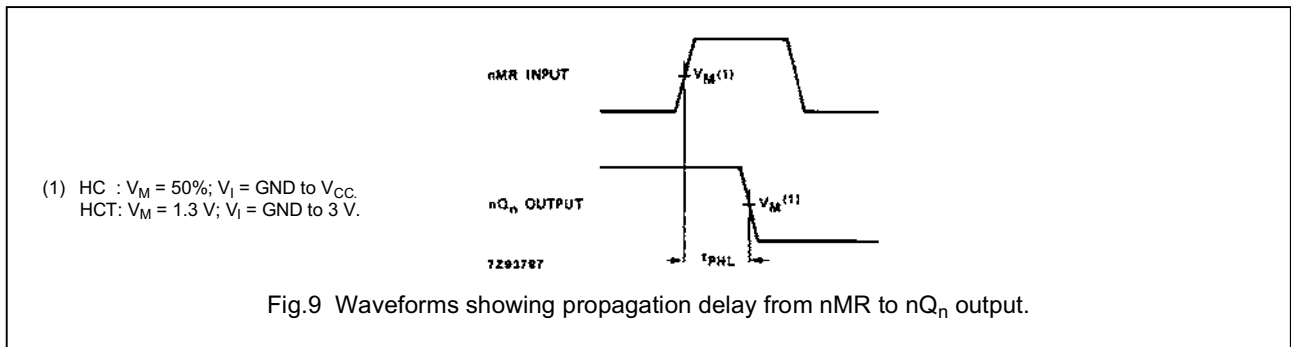 nMR INPUT
V_M(1)
(1) HC : V_M = 50%; V_I = GND to V_CC.
HCT: V_M = 1.3 V; V_I = GND to 3 V.
nQ_n OUTPUT
V_M(1)
7Z93787
t_PHL
Fig.9 Waveforms showing propagation delay from nMR to nQ_n output.